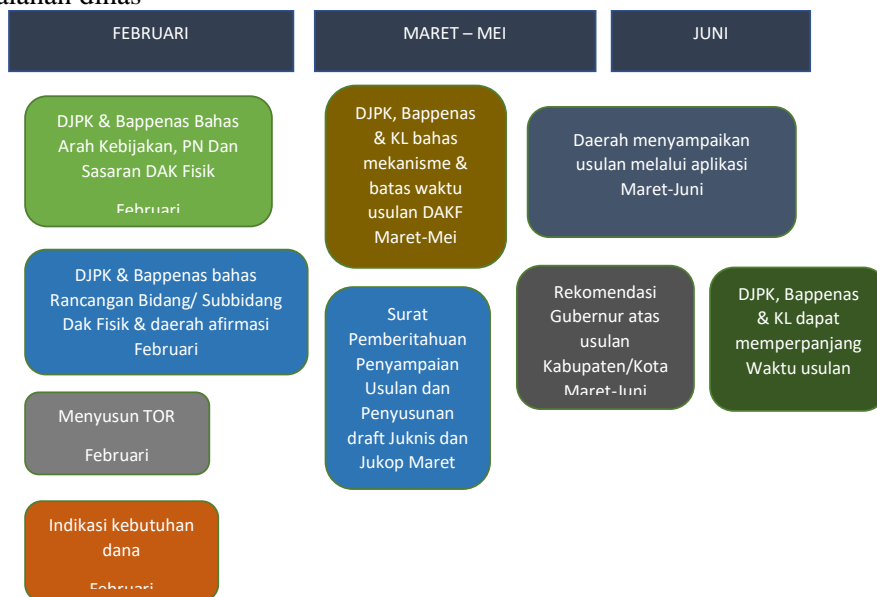 dinas
FEBRUARI
MARET – MEI
JUNI
DJPK & Bappenas Bahas
Arah Kebijakan, PN Dan
Sasaran DAK Fisik
Februari
DJPK & Bappenas bahas
Rancangan Bidang/ Subbidang
Dak Fisik & daerah afirmasi
Februari
Menyusun TOR
Februari
Indikasi kebutuhan
dana
Februari
DJPK, Bappenas
& KL bahas
mekanisme &
batas waktu
usulan DAKF
Maret-Mei
Surat
Pemberitahuan
Penyampaian
Usulan dan
Penyusunan
draft Juknis dan
Jukop Maret
Daerah menyampaikan
usulan melalui aplikasi
Maret-Juni
Rekomendasi
Gubernur atas
usulan
Kabupaten/Kota
Maret-Juni
DJPK, Bappenas
& KL dapat
memperpanjang
Waktu usulan